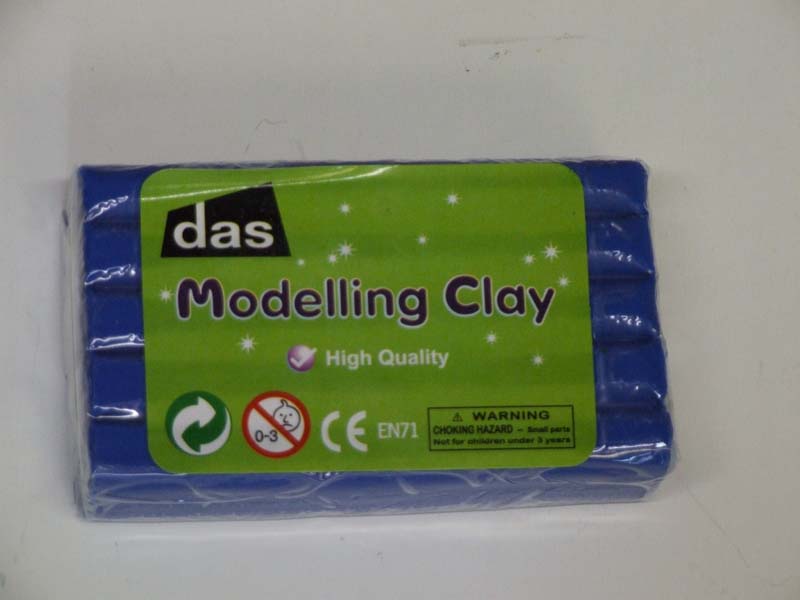 das
Modelling Clay
High Quality
0-3
CE EN71
⚠ WARNING
CHOKING HAZARD – Small parts
Not for children under 3 years